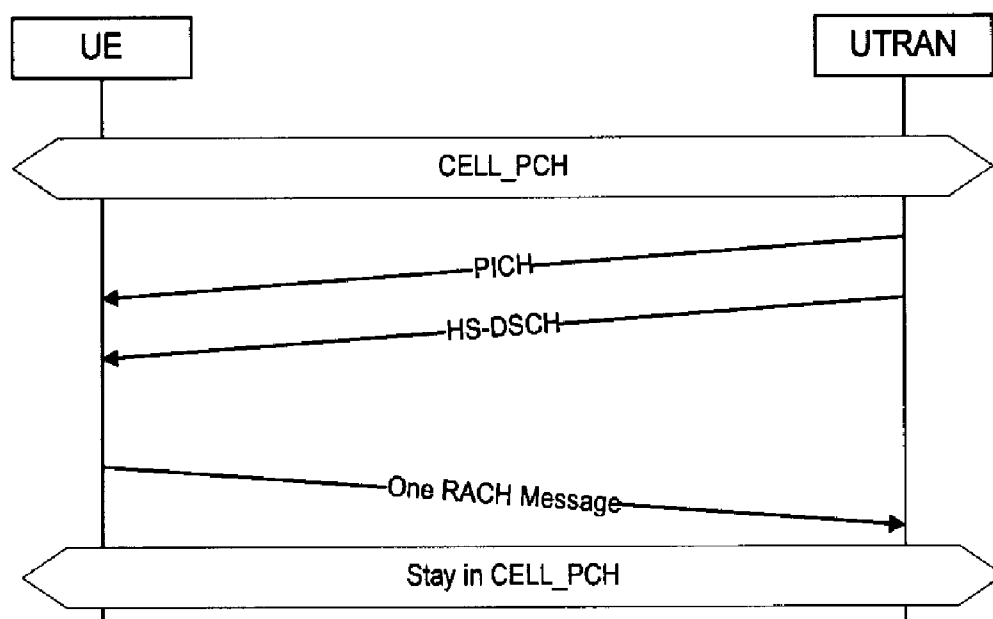 UE
UTRAN
CELL_PCH
PICH
HS-DSCH
One RACH Message
Stay in CELL_PCH